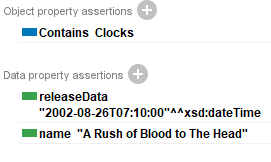 Object property assertions
Contains Clocks
Data property assertions
releaseData
"2002-08-26T07:10:00"^^xsd:dateTime
name "A Rush of Blood to The Head"